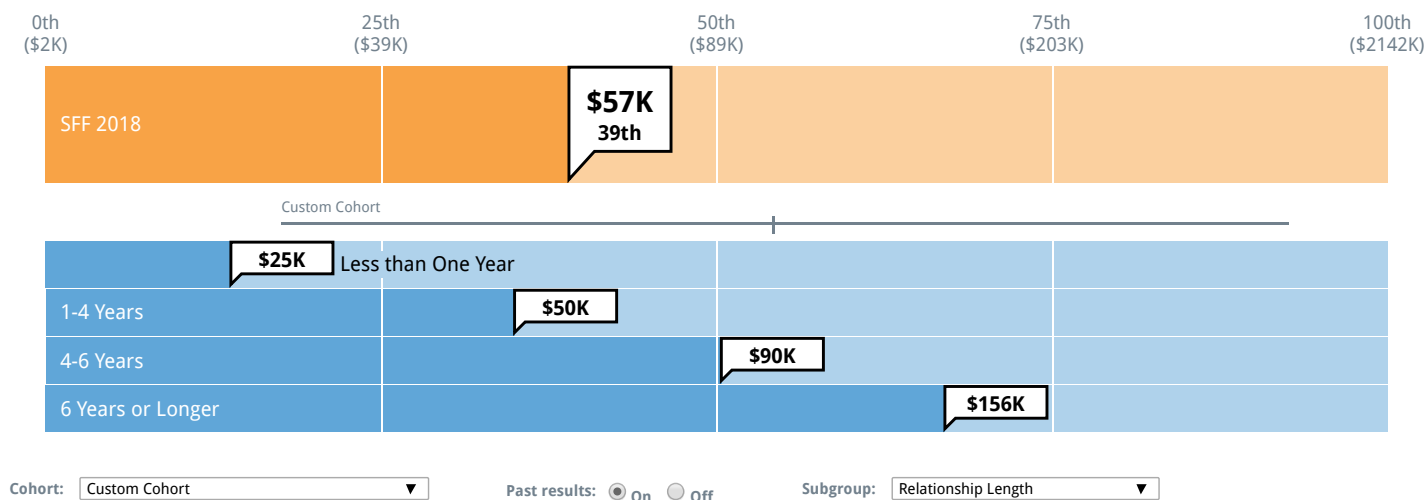 0th 25th 50th 75th 100th
($2K) ($39K) ($89K) ($203K) ($2142K)
SFF 2018
$57K
39th
Custom Cohort
$25K Less than One Year
1-4 Years $50K
4-6 Years $90K
6 Years or Longer $156K
Cohort: Custom Cohort ▼ Past results: On Off Subgroup: Relationship Length ▼